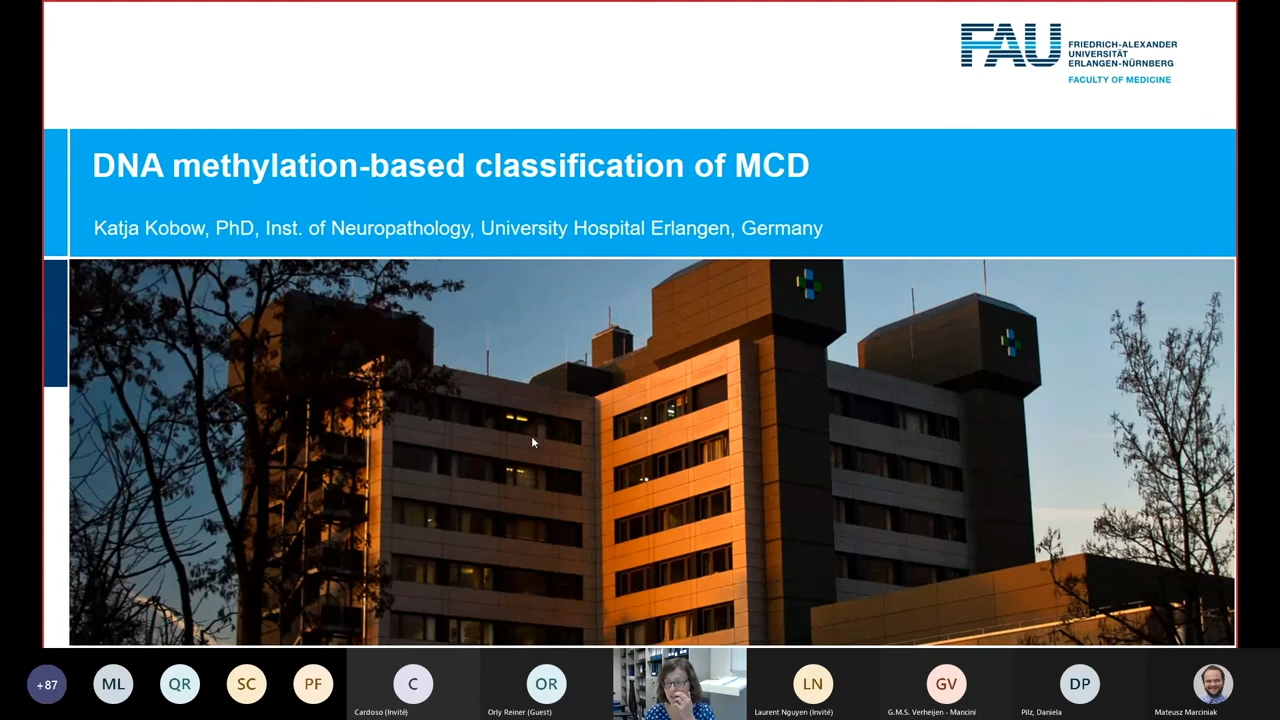 FAU
FRIEDRICH-ALEXANDER
UNIVERSITÄT
ERLANGEN-NÜRNBERG
FACULTY OF MEDICINE
DNA methylation-based classification of MCD
Katja Kobow, PhD, Inst. of Neuropathology, University Hospital Erlangen, Germany
+87
ML
QR
SC
PF
C
Cardoso (Invité)
OR
Orly Reiner (Guest)
LN
Laurent Nguyen (Invité)
GV
G.M.S. Verheijen - Mancini
DP
Pilz, Daniela
Mateusz Marciniak